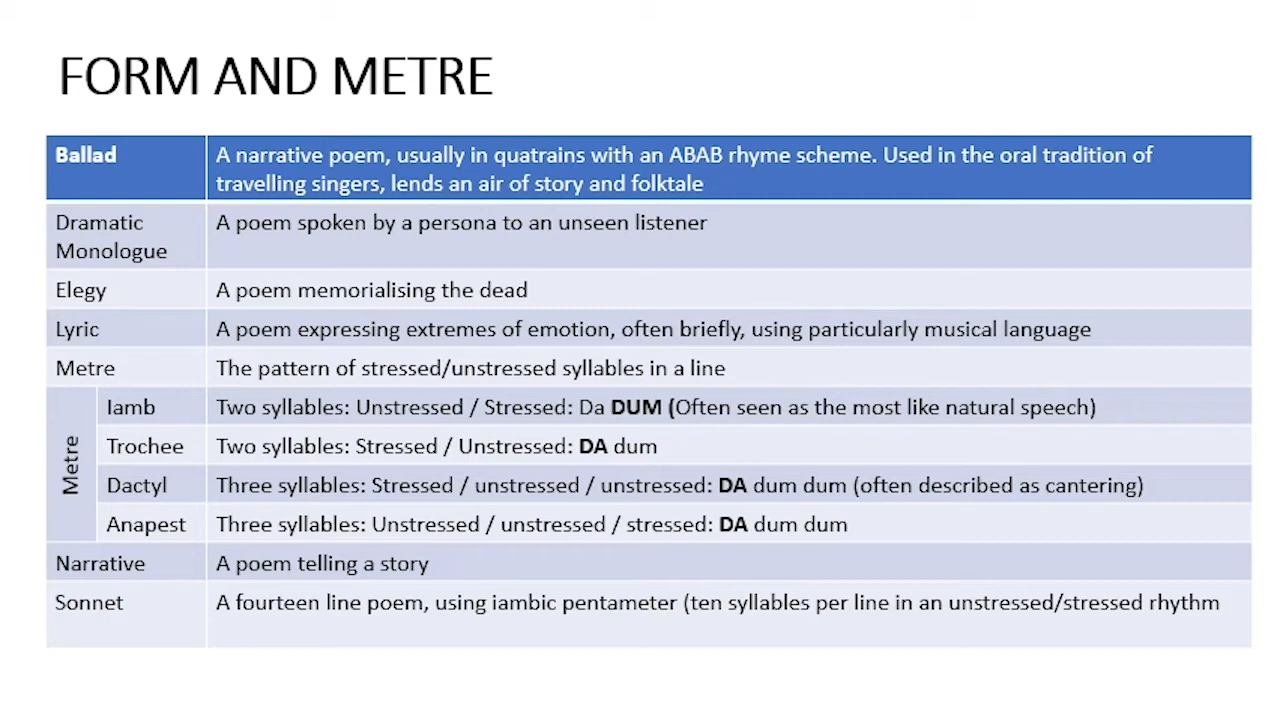 FORM AND METRE
Ballad
A narrative poem, usually in quatrains with an ABAB rhyme scheme. Used in the oral tradition of
travelling singers, lends an air of story and folktale
Dramatic
Monologue
A poem spoken by a persona to an unseen listener
Elegy
A poem memorialising the dead
Lyric
A poem expressing extremes of emotion, often briefly, using particularly musical language
Metre
The pattern of stressed/unstressed syllables in a line
Metre
Iamb
Two syllables: Unstressed / Stressed: Da DUM (Often seen as the most like natural speech)
Trochee
Two syllables: Stressed / Unstressed: DA dum
Dactyl
Three syllables: Stressed / unstressed / unstressed: DA dum dum (often described as cantering)
Anapest
Three syllables: Unstressed / unstressed / stressed: DA dum dum
Narrative
A poem telling a story
Sonnet
A fourteen line poem, using iambic pentameter (ten syllables per line in an unstressed/stressed rhythm